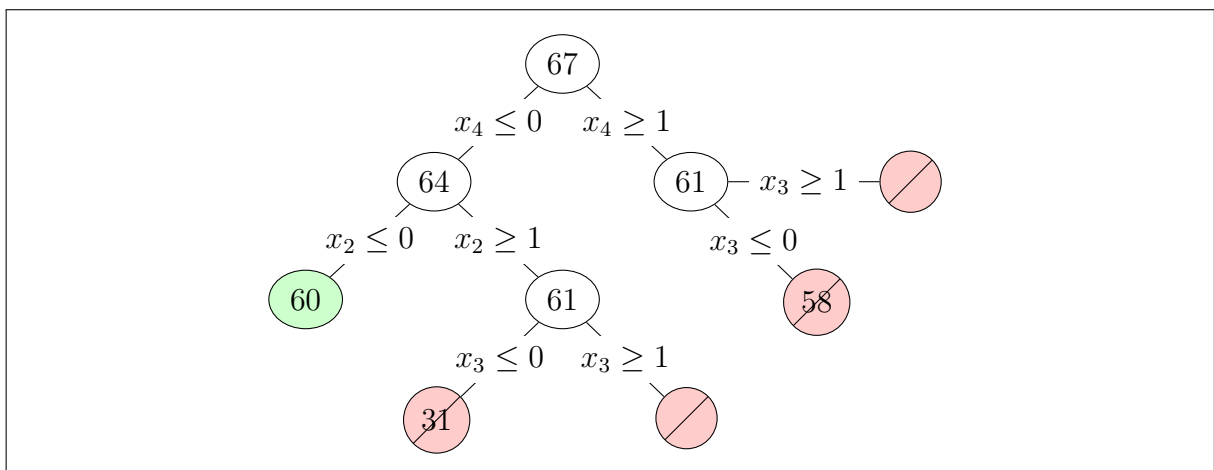 67
x₄ ≤ 0 x₄ ≥ 1
64 61 x₃ ≥ 1
x₂ ≤ 0 x₂ ≥ 1 x₃ ≤ 0
60 61 58
x₃ ≤ 0 x₃ ≥ 1
31